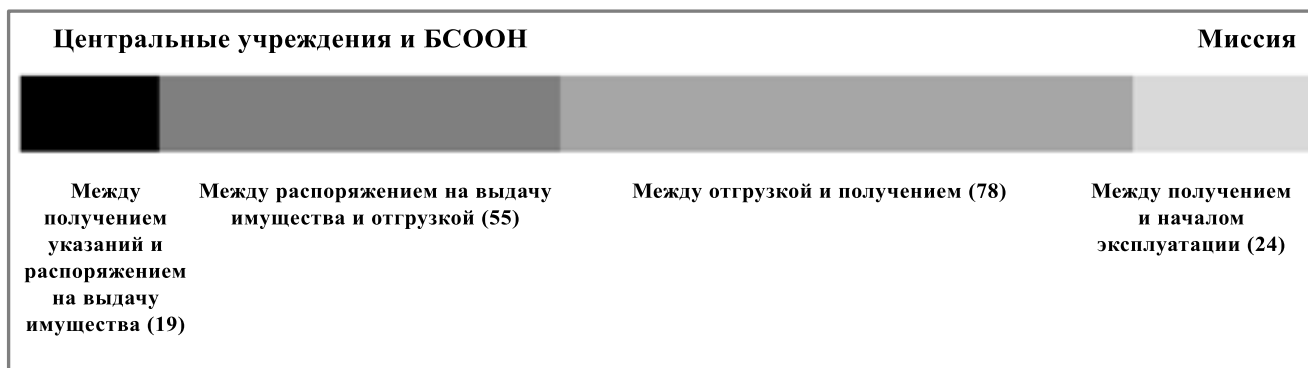 Центральные учреждения и БСООН
Миссия
Между
получением
указаний и
распоряжением
на выдачу
имущества (19)
Между распоряжением на выдачу
имущества и отгрузкой (55)
Между отгрузкой и получением (78)
Между получением
и началом
эксплуатации (24)